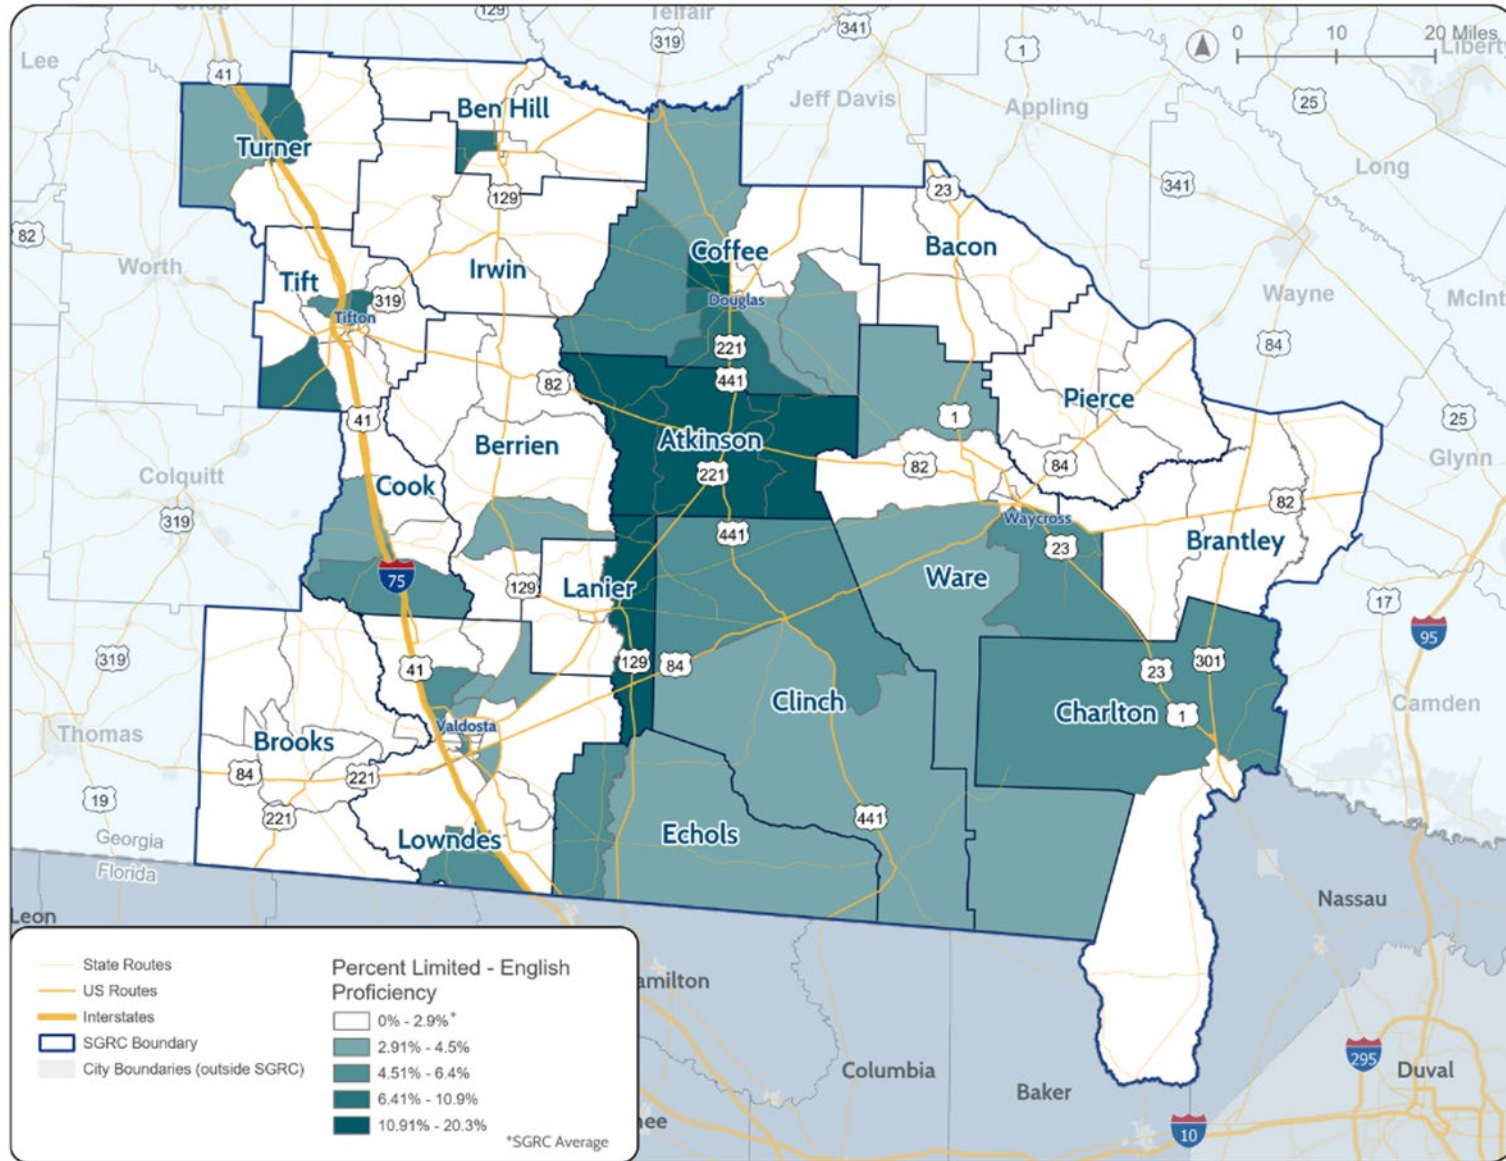 Crisp
129
Telfair
319
341
1
0 10 20 Miles
Liberty
Lee
41
Jeff Davis
Appling
25
Ben Hill
Turner
Long
341
129
23
82
Worth
Tift
Irwin
Coffee
Bacon
319
Tifton
Douglas
Wayne
McInt
221
84
82
441
1
Pierce
41
25
Berrien
Atkinson
Colquitt
Cook
221
82
84
Glynn
319
441
Waycross
82
23
Brantley
75
129
Lanier
Ware
17
95
319
41
129
84
23
301
Clinch
Charlton
1
Camden
Thomas
Brooks
Valdosta
84
221
19
221
441
Georgia
Florida
Lowndes
Echols
Nassau
Leon
State Routes
US Routes
Interstates
SGRC Boundary
City Boundaries (outside SGRC)
Percent Limited - English
Proficiency
0% - 2.9%*
2.91% - 4.5%
4.51% - 6.4%
6.41% - 10.9%
10.91% - 20.3%
*SGRC Average
amilton
Columbia
Baker
295
Duval
nee
10